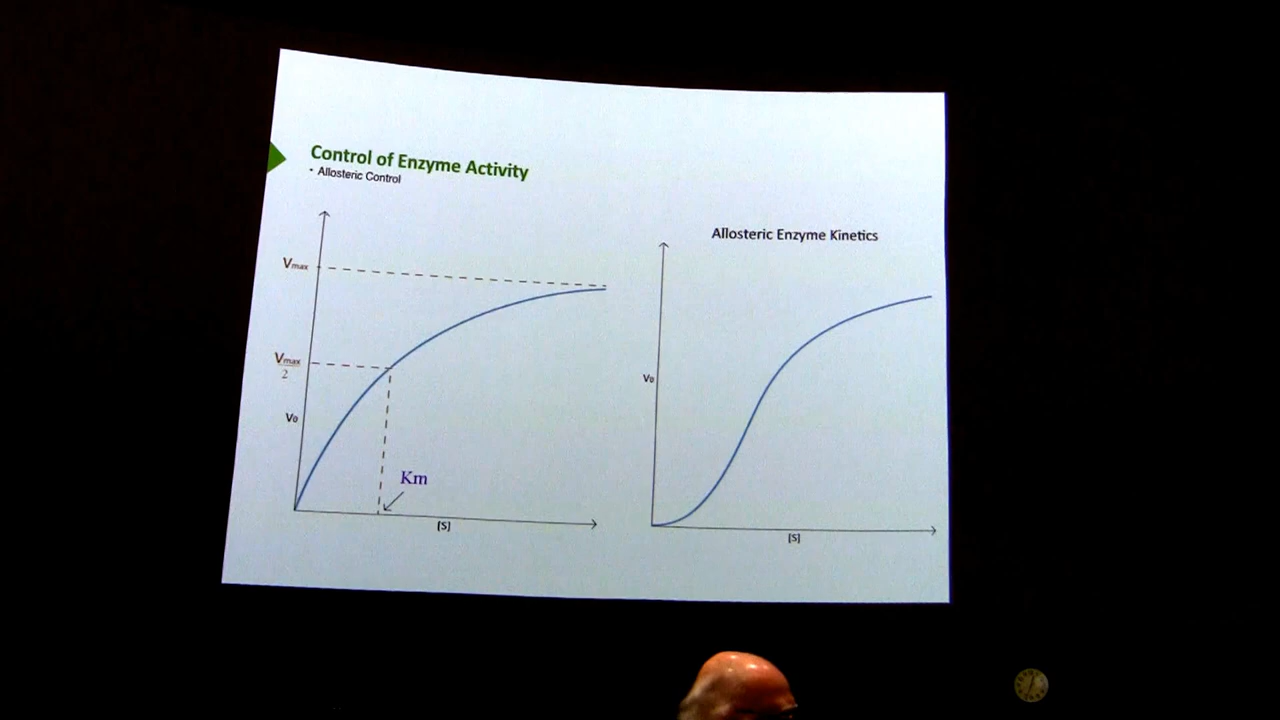 Control of Enzyme Activity
• Allosteric Control
Vmax
Vmax
2
V₀
Km
[S]
Allosteric Enzyme Kinetics
V₀
[S]